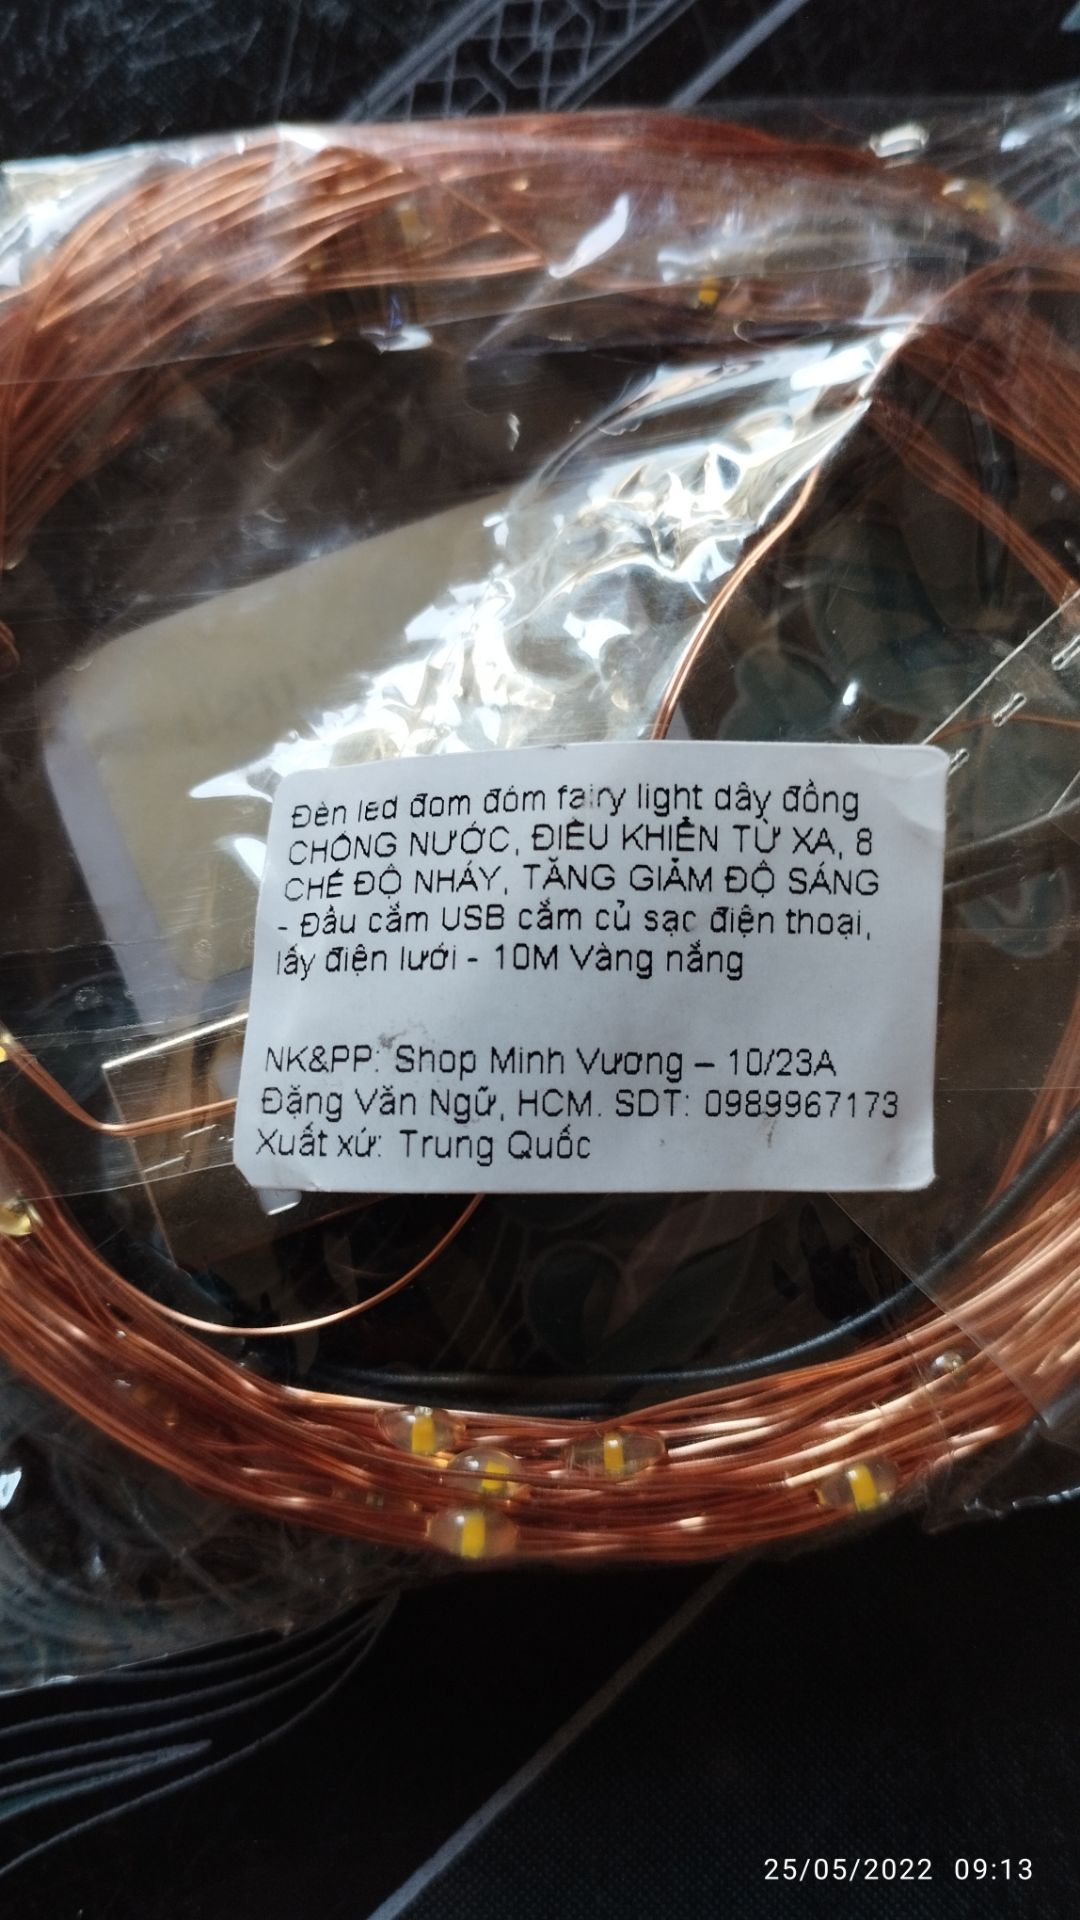 Đèn led đom đóm fairy light dây đồng
CHỐNG NƯỚC, ĐIỀU KHIỂN TỪ XA, 8
CHẾ ĐỘ NHÁY, TĂNG GIẢM ĐỘ SÁNG
- Đầu cắm USB cắm củ sạc điện thoại,
lấy điện lưới - 10M Vàng nắng
NK&PP: Shop Minh Vương – 10/23A
Đặng Văn Ngữ, HCM. SDT: 0989967173
Xuất xứ: Trung Quốc
25/05/2022 09:13